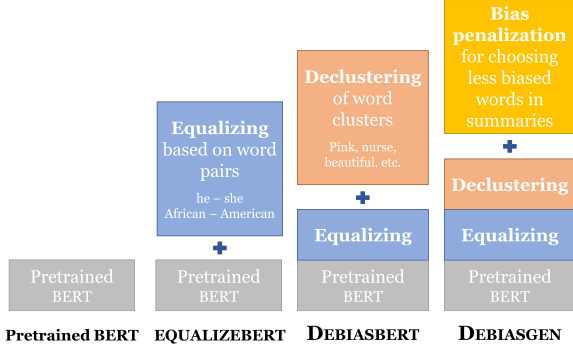 Pretrained
BERT
Pretrained BERT
Equalizing
based on word
pairs
he – she
African – American
Pretrained
BERT
EQUALIZEBERT
Declustering
of word
clusters
Pink, nurse,
beautiful, etc.
Equalizing
Pretrained
BERT
DEBIASBERT
Bias
penalization
for choosing
less biased
words in
summaries
Declustering
Equalizing
Pretrained
BERT
DEBIASGEN